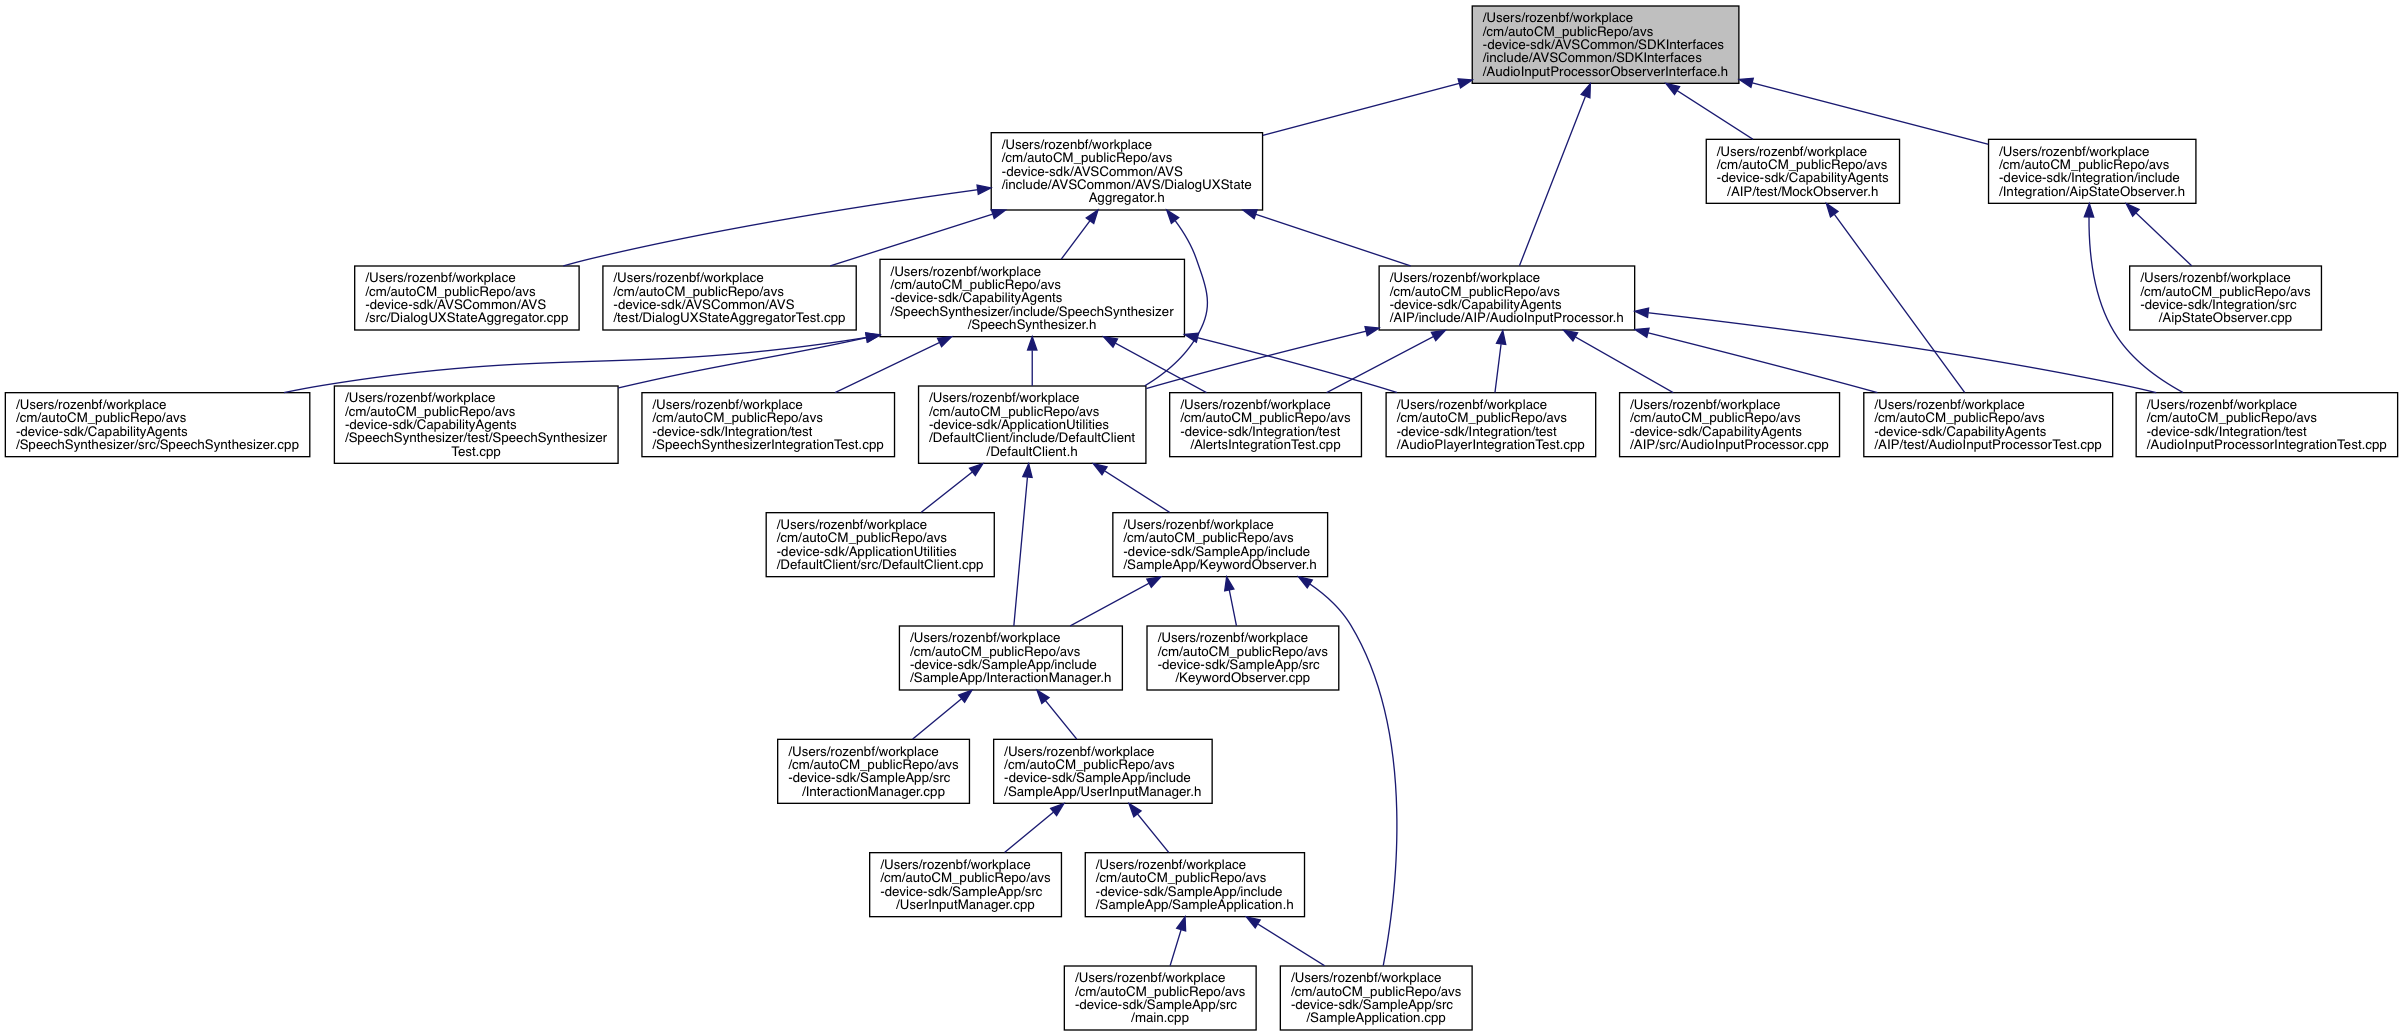 /Users/rozenbf/workplace
/cm/autoCM_publicRepo/avs
-device-sdk/AVSCommon/SDKInterfaces
/include/AVSCommon/SDKInterfaces
/AudioInputProcessorObserverInterface.h
/Users/rozenbf/workplace
/cm/autoCM_publicRepo/avs
-device-sdk/AVSCommon/AVS
/include/AVSCommon/AVS/DialogUXState
Aggregator.h
/Users/rozenbf/workplace
/cm/autoCM_publicRepo/avs
-device-sdk/CapabilityAgents
/AIP/test/MockObserver.h
/Users/rozenbf/workplace
/cm/autoCM_publicRepo/avs
-device-sdk/Integration/include
/Integration/AipStateObserver.h
/Users/rozenbf/workplace
/cm/autoCM_publicRepo/avs
-device-sdk/AVSCommon/AVS
/src/DialogUXStateAggregator.cpp
/Users/rozenbf/workplace
/cm/autoCM_publicRepo/avs
-device-sdk/AVSCommon/AVS
/test/DialogUXStateAggregatorTest.cpp
/Users/rozenbf/workplace
/cm/autoCM_publicRepo/avs
-device-sdk/CapabilityAgents
/SpeechSynthesizer/include/SpeechSynthesizer
/SpeechSynthesizer.h
/Users/rozenbf/workplace
/cm/autoCM_publicRepo/avs
-device-sdk/CapabilityAgents
/AIP/include/AIP/AudioInputProcessor.h
/Users/rozenbf/workplace
/cm/autoCM_publicRepo/avs
-device-sdk/Integration/src
/AipStateObserver.cpp
/Users/rozenbf/workplace
/cm/autoCM_publicRepo/avs
-device-sdk/CapabilityAgents
/SpeechSynthesizer/src/SpeechSynthesizer.cpp
/Users/rozenbf/workplace
/cm/autoCM_publicRepo/avs
-device-sdk/CapabilityAgents
/SpeechSynthesizer/test/SpeechSynthesizer
Test.cpp
/Users/rozenbf/workplace
/cm/autoCM_publicRepo/avs
-device-sdk/Integration/test
/SpeechSynthesizerIntegrationTest.cpp
/Users/rozenbf/workplace
/cm/autoCM_publicRepo/avs
-device-sdk/ApplicationUtilities
/DefaultClient/include/DefaultClient
/DefaultClient.h
/Users/rozenbf/workplace
/cm/autoCM_publicRepo/avs
-device-sdk/Integration/test
/AlertsIntegrationTest.cpp
/Users/rozenbf/workplace
/cm/autoCM_publicRepo/avs
-device-sdk/Integration/test
/AudioPlayerIntegrationTest.cpp
/Users/rozenbf/workplace
/cm/autoCM_publicRepo/avs
-device-sdk/CapabilityAgents
/AIP/src/AudioInputProcessor.cpp
/Users/rozenbf/workplace
/cm/autoCM_publicRepo/avs
-device-sdk/CapabilityAgents
/AIP/test/AudioInputProcessorTest.cpp
/Users/rozenbf/workplace
/cm/autoCM_publicRepo/avs
-device-sdk/Integration/test
/AudioInputProcessorIntegrationTest.cpp
/Users/rozenbf/workplace
/cm/autoCM_publicRepo/avs
-device-sdk/ApplicationUtilities
/DefaultClient/src/DefaultClient.cpp
/Users/rozenbf/workplace
/cm/autoCM_publicRepo/avs
-device-sdk/SampleApp/include
/SampleApp/KeywordObserver.h
/Users/rozenbf/workplace
/cm/autoCM_publicRepo/avs
-device-sdk/SampleApp/include
/SampleApp/InteractionManager.h
/Users/rozenbf/workplace
/cm/autoCM_publicRepo/avs
-device-sdk/SampleApp/src
/KeywordObserver.cpp
/Users/rozenbf/workplace
/cm/autoCM_publicRepo/avs
-device-sdk/SampleApp/src
/InteractionManager.cpp
/Users/rozenbf/workplace
/cm/autoCM_publicRepo/avs
-device-sdk/SampleApp/include
/SampleApp/UserInputManager.h
/Users/rozenbf/workplace
/cm/autoCM_publicRepo/avs
-device-sdk/SampleApp/src
/UserInputManager.cpp
/Users/rozenbf/workplace
/cm/autoCM_publicRepo/avs
-device-sdk/SampleApp/include
/SampleApp/SampleApplication.h
/Users/rozenbf/workplace
/cm/autoCM_publicRepo/avs
-device-sdk/SampleApp/src
/main.cpp
/Users/rozenbf/workplace
/cm/autoCM_publicRepo/avs
-device-sdk/SampleApp/src
/SampleApplication.cpp